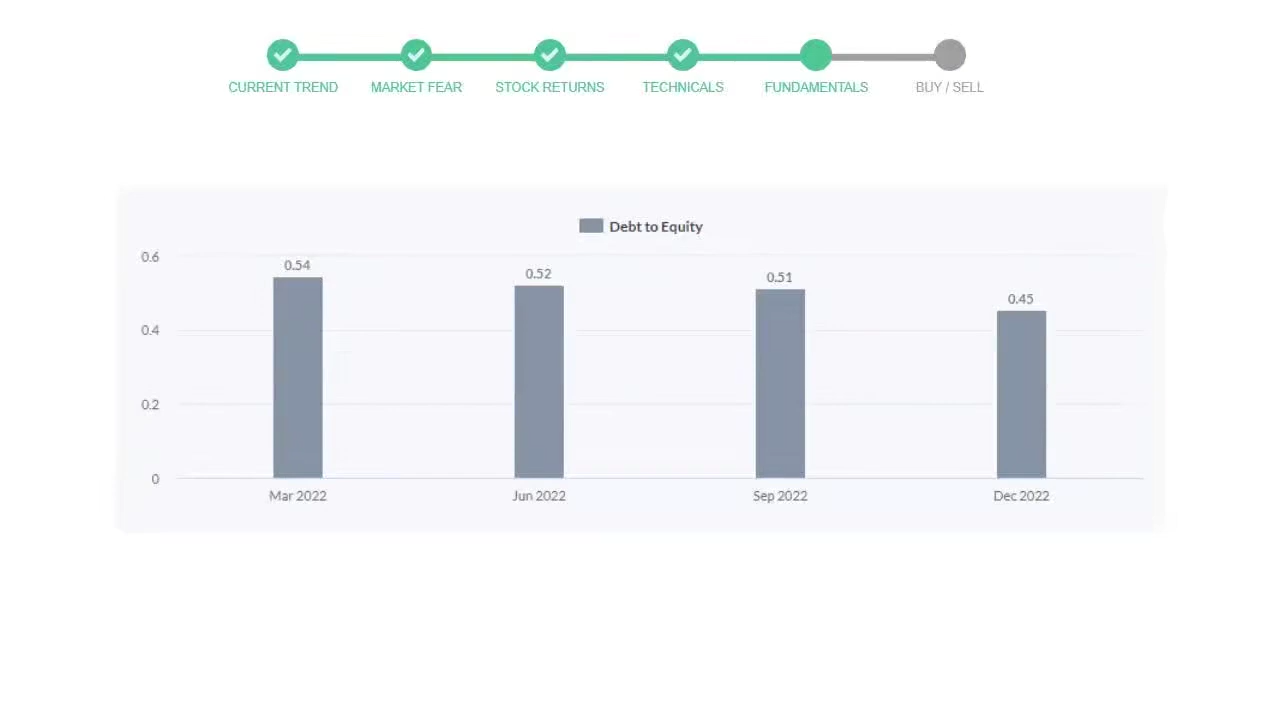 CURRENT TREND MARKET FEAR STOCK RETURNS TECHNICALS FUNDAMENTALS BUY / SELL
Debt to Equity
0.6
0.54
0.52
0.51
0.45
0.4
0.2
0
Mar 2022 Jun 2022 Sep 2022 Dec 2022